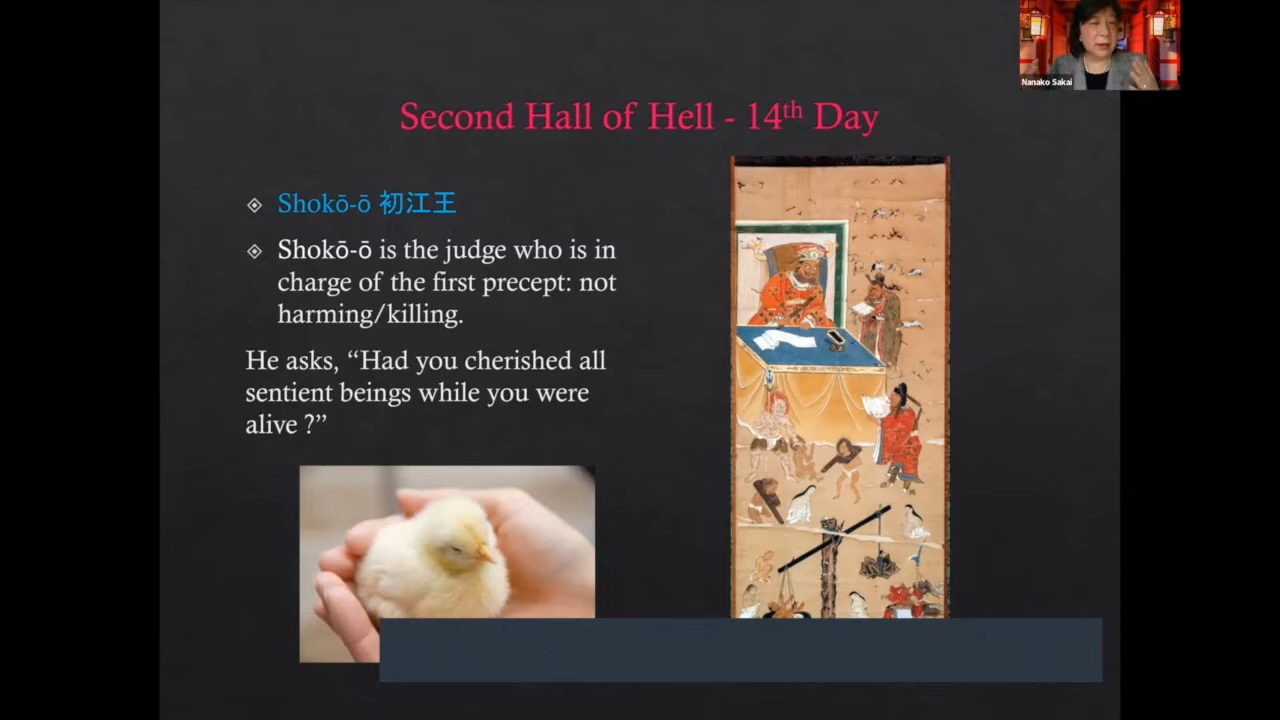 Nanako Sakai
Second Hall of Hell - 14th Day
Shokō-ō 初江王
Shokō-ō is the judge who is in
charge of the first precept: not
harming/killing.
He asks, “Had you cherished all
sentient beings while you were
alive ?”